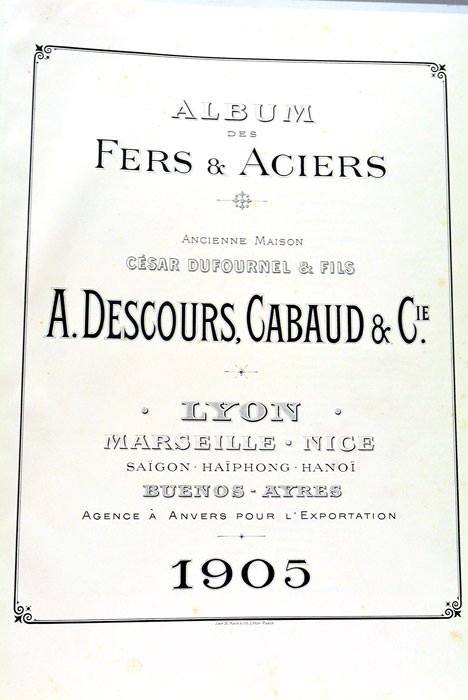 ALBUM
DES
FERS & ACIERS
ANCIENNE MAISON
CÉSAR DUFOURNEL & FILS
A. DESCOURS, CABAUD & CIE.
· LYON ·
MARSEILLE · NICE
SAÏGON · HAÏPHONG · HANOÏ
BUENOS-AYRES
AGENCE À ANVERS POUR L'EXPORTATION
1905